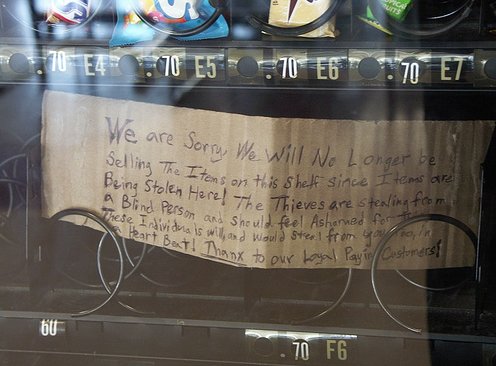 .70 E4 .70 E5 .70 E6 .70 E7
We are Sorry, We Will No Longer be
Selling The Items on this Shelf since Items are
Being Stolen Here! The Thieves are stealing from
a Blind Person and should feel Ashamed for
These Individuals will and would steal from you too, in
a Heart Beat! Thanx to our Loyal Paying Customers!
60
.70 F6